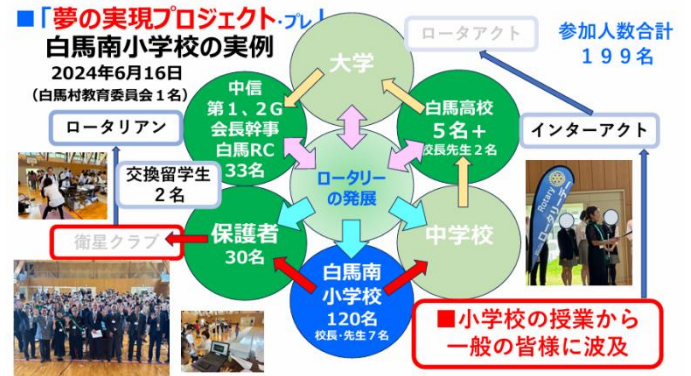 ■「夢の実現プロジェクト・プレ」
白馬南小学校の実例
2024年6月16日
（白馬村教育委員会１名）
参加人数合計
１９９名
ロータアクト
大学
中信
第１、２G
会長幹事
白馬RC
33名
白馬高校
５名＋
校長先生２名
ロータリアン
インターアクト
交換留学生
２名
ロータリー
の発展
衛星クラブ
保護者
30名
中学校
白馬南
小学校
120名
校長・先生７名
Rotary
ロータリーデー
■小学校の授業から
一般の皆様に波及